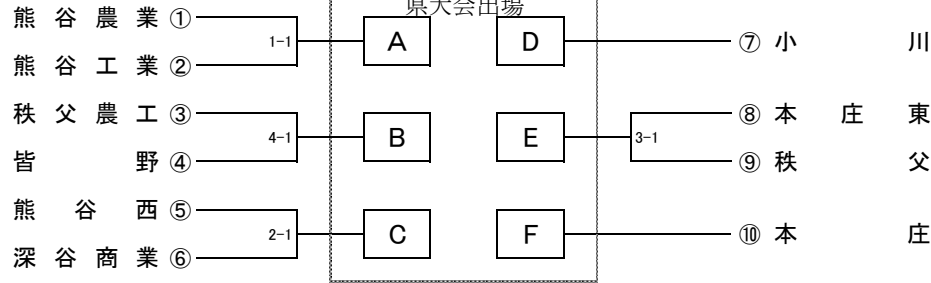 県大会出場
熊谷農業①
1-1
A
D
⑦小川
熊谷工業②
秩父農工③
4-1
B
E
3-1
⑧本庄東
皆野④
⑨秩父
熊谷西⑤
2-1
C
F
⑩本庄
深谷商業⑥